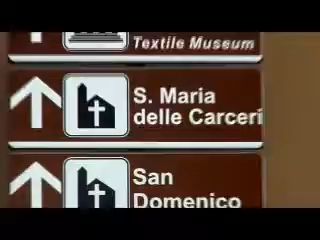 Textile Museum
S. Maria
delle Carceri
San
Domenico